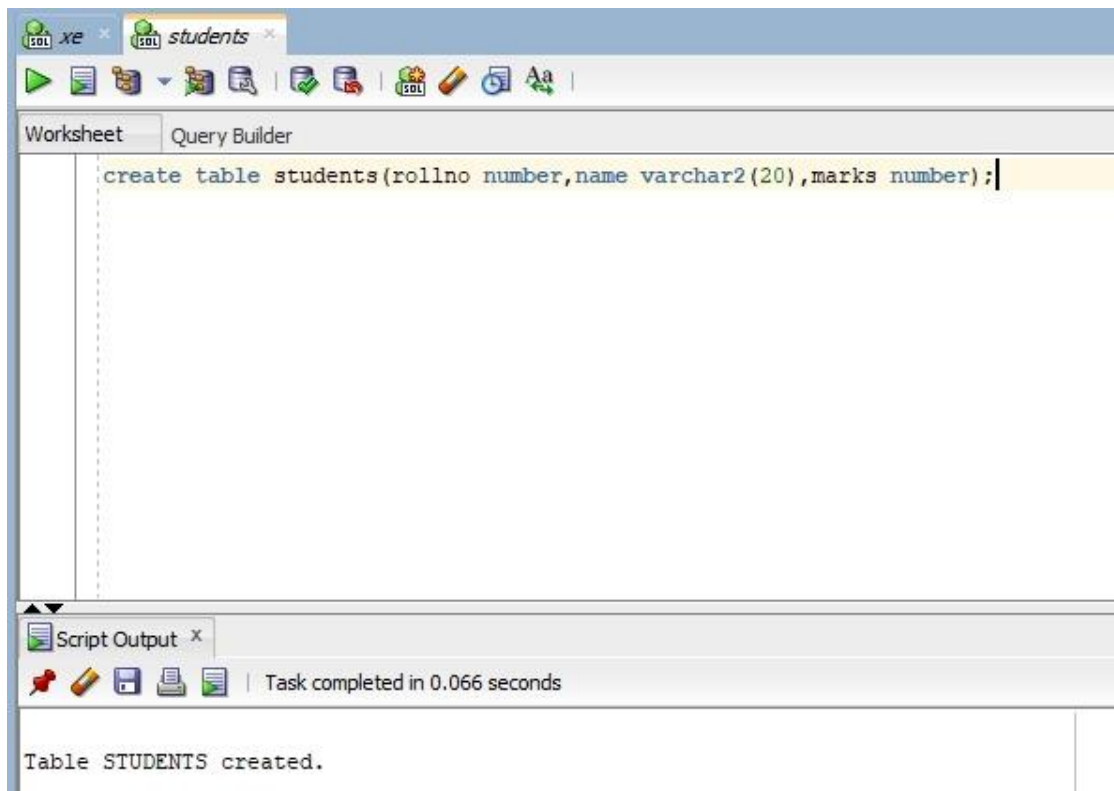 xe students
Worksheet Query Builder
create table students(rollno number,name varchar2(20),marks number);
Script Output x
Task completed in 0.066 seconds
Table STUDENTS created.